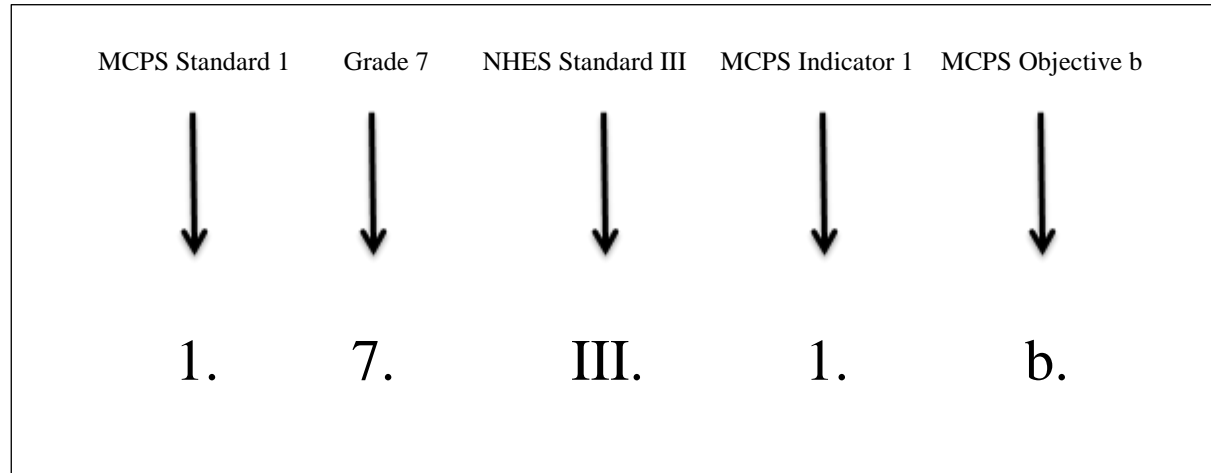 MCPS Standard 1 Grade 7 NHES Standard III MCPS Indicator 1 MCPS Objective b
1. 7. III. 1. b.